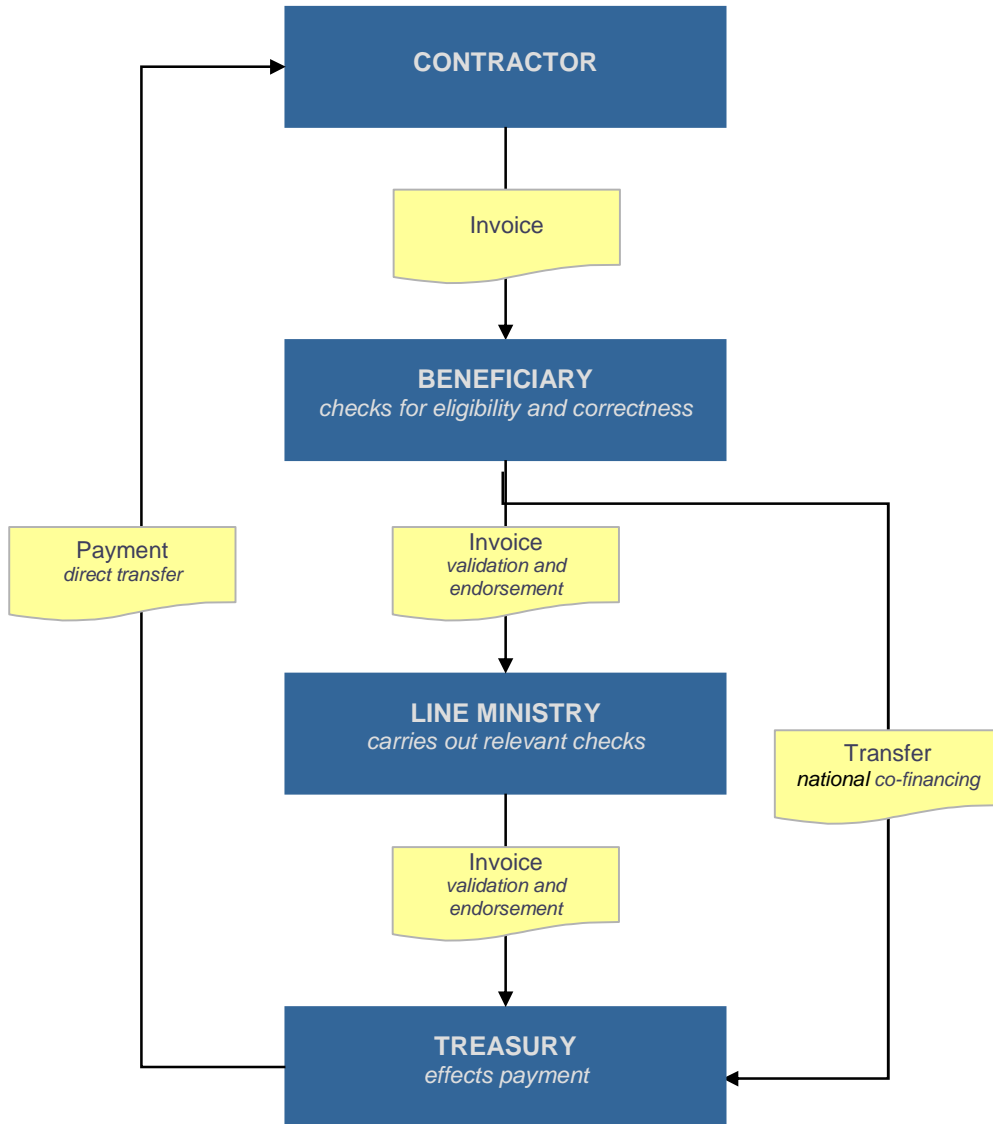 CONTRACTOR
Invoice
BENEFICIARY
checks for eligibility and correctness
Payment
direct transfer
Invoice
validation and
endorsement
LINE MINISTRY
carries out relevant checks
Transfer
national co-financing
Invoice
validation and
endorsement
TREASURY
effects payment